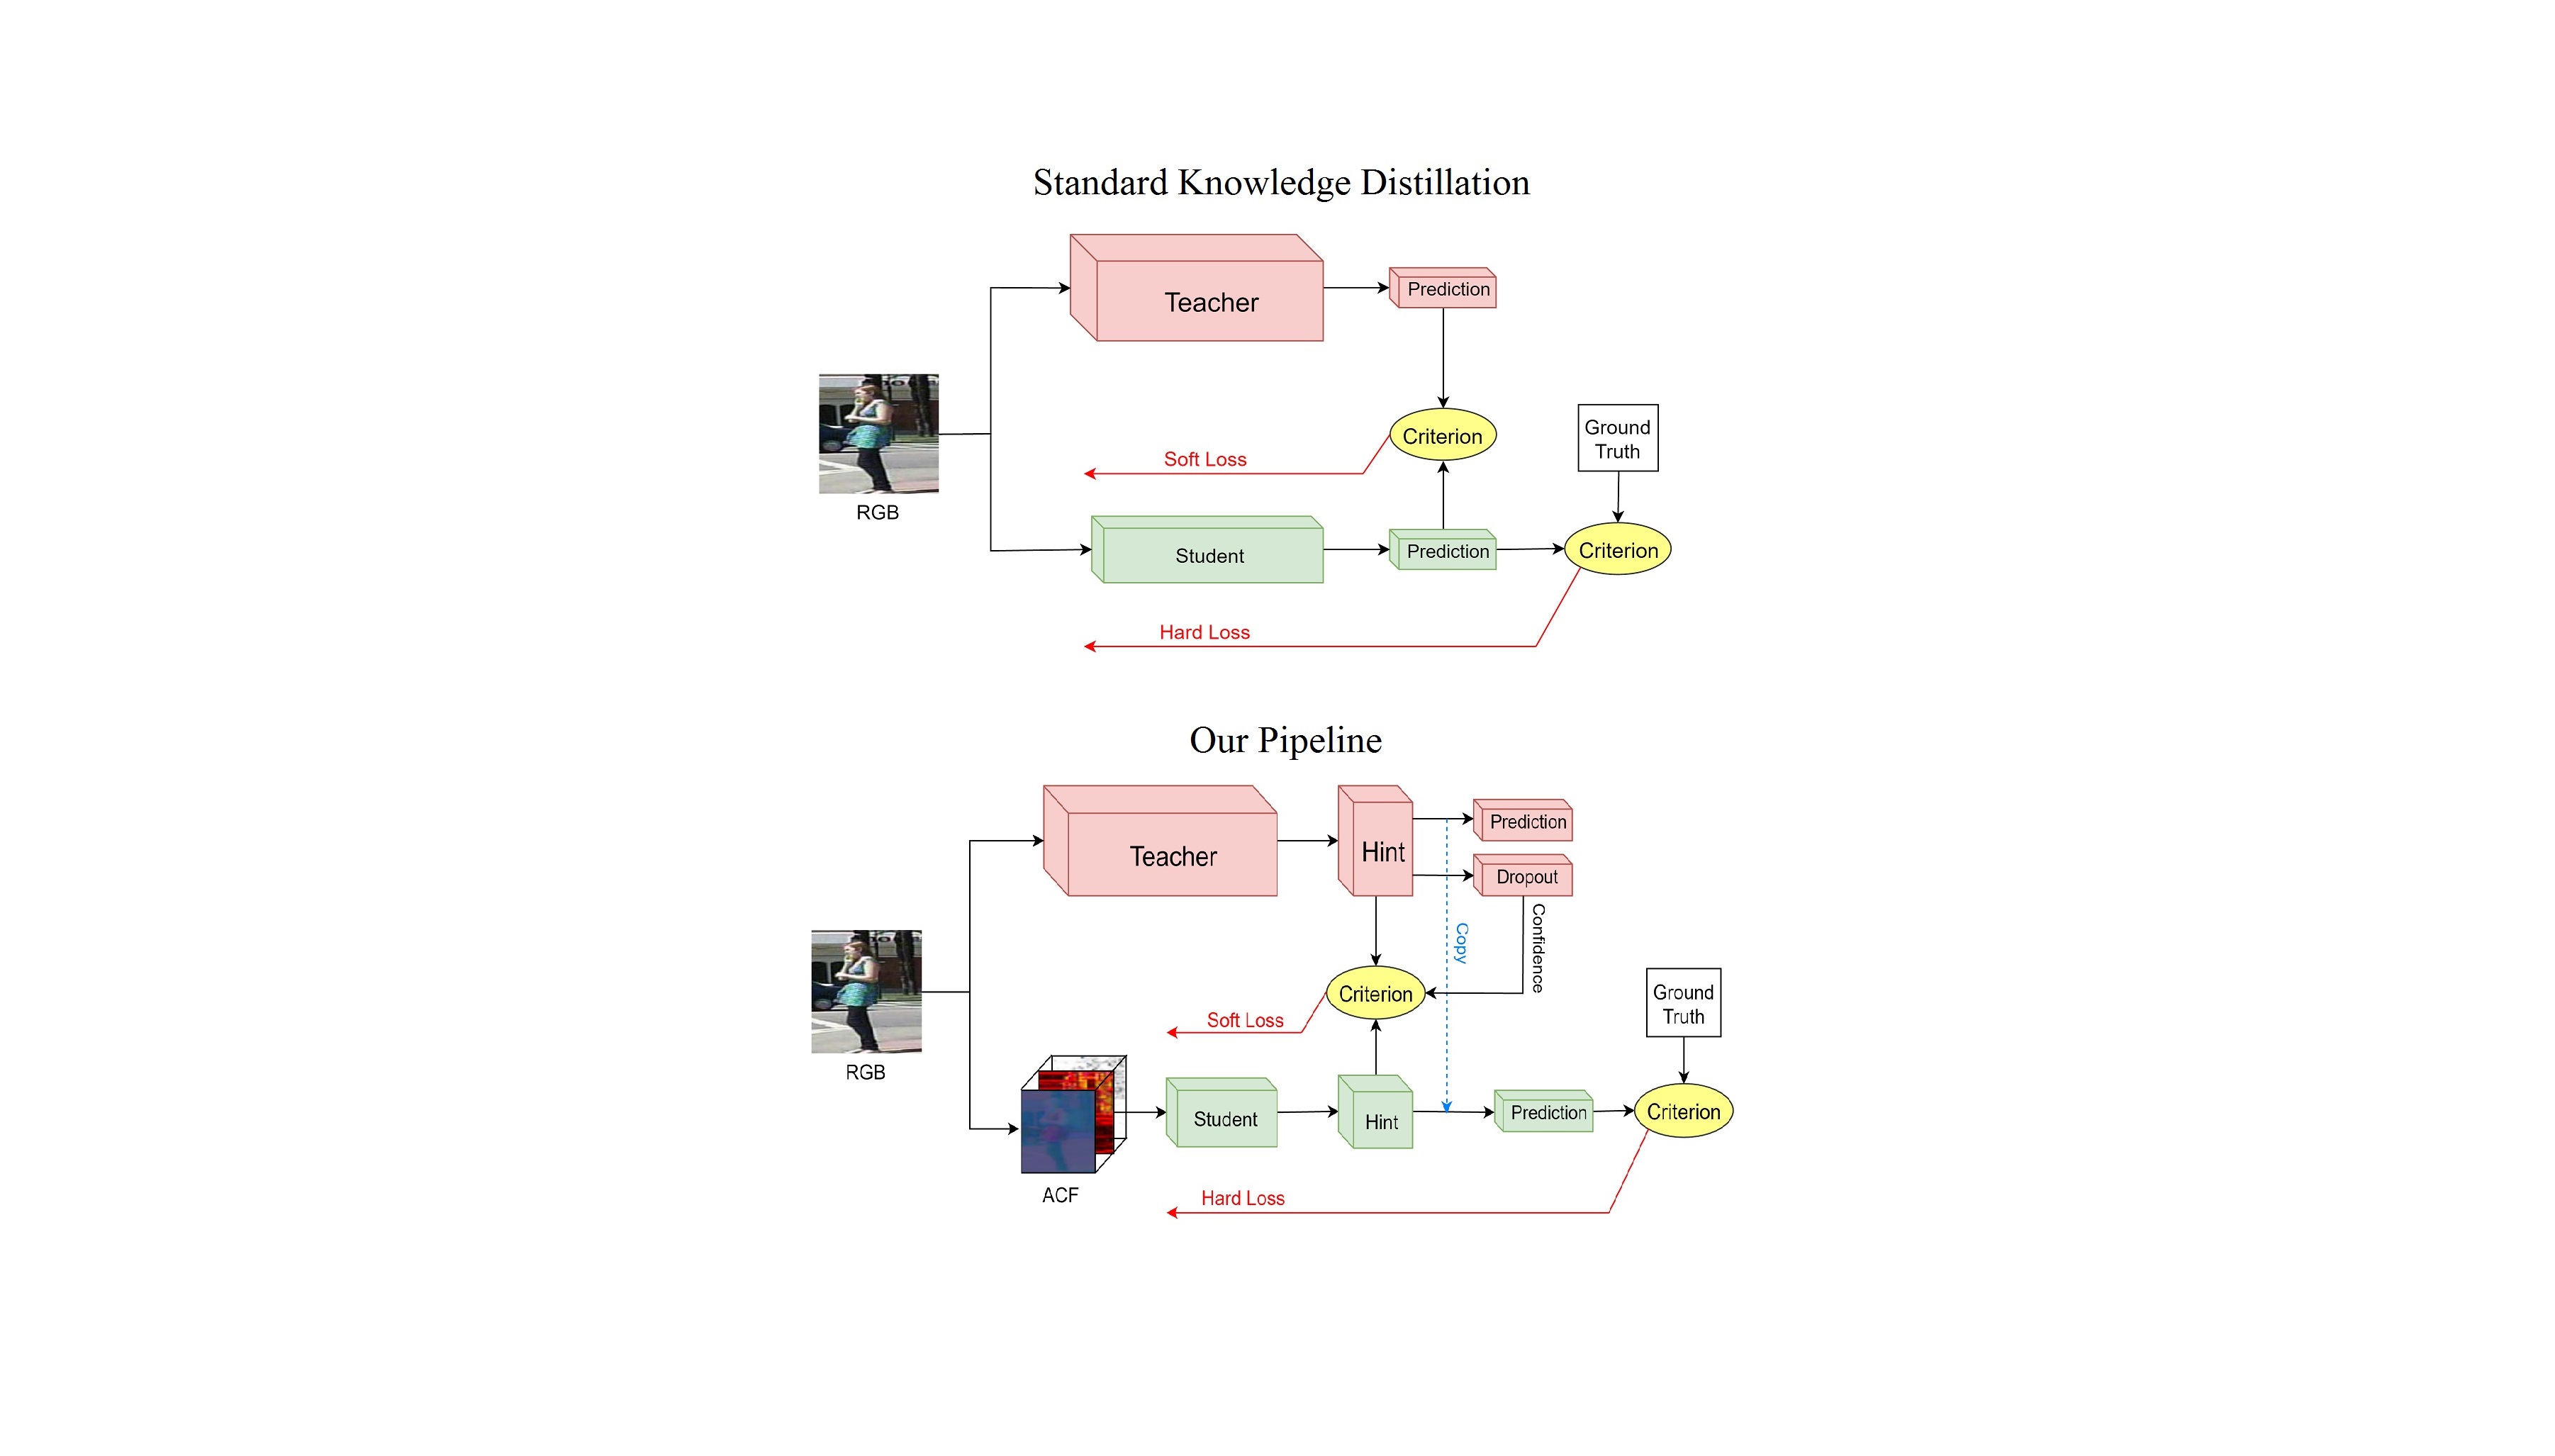 Standard Knowledge Distillation
Teacher
Prediction
Criterion
Ground
Truth
Soft Loss
RGB
Student
Prediction
Criterion
Hard Loss
Our Pipeline
Teacher
Hint
Prediction
Dropout
Confidence
Copy
Criterion
Ground
Truth
Soft Loss
RGB
Student
Hint
Prediction
Criterion
ACF
Hard Loss